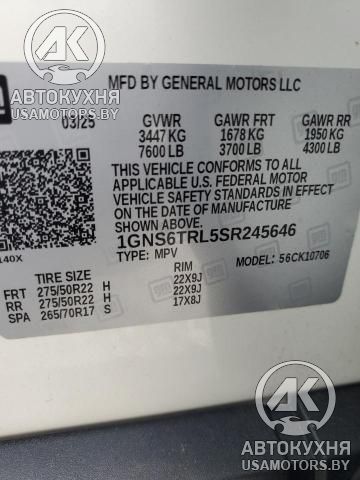 MFD BY GENERAL MOTORS LLC
03/25
GVWR GAWR FRT GAWR RR
3447 KG 1678 KG 1950 KG
7600 LB 3700 LB 4300 LB
THIS VEHICLE CONFORMS TO ALL
APPLICABLE U.S. FEDERAL MOTOR
VEHICLE SAFETY STANDARDS IN EFFECT
ON THE DATE OF MANUFACTURE SHOWN ABOVE
1GNS6TRL5SR245646
TYPE: MPV MODEL: 56CK10706
140X
TIRE SIZE RIM
FRT 275/50R22 H 22X9J
RR 275/50R22 H 22X9J
SPA 265/70R17 S 17X8J
АВТОКУХНЯ
USAMOTORS.BY
АВТОКУХНЯ
USAMOTORS.BY